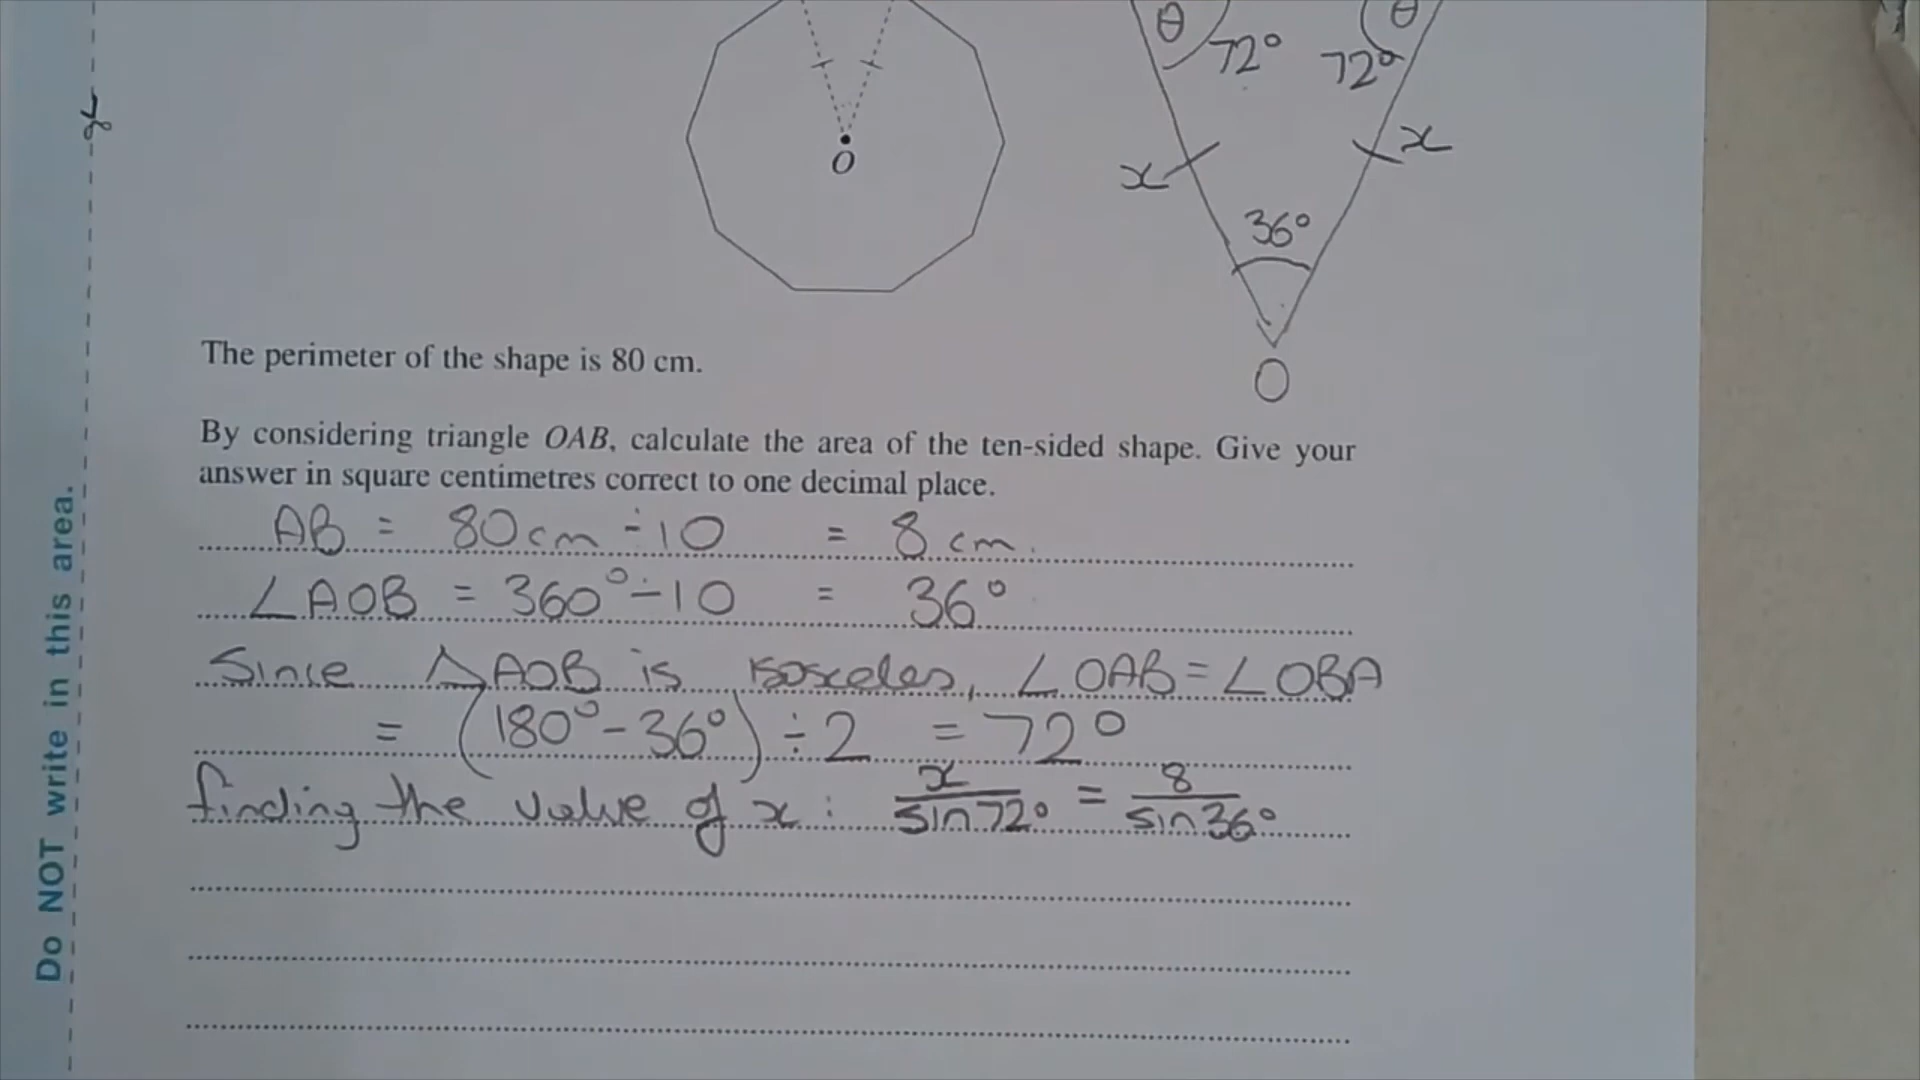 θ θ
72° 72°
x x
36°
O
O
The perimeter of the shape is 80 cm.
By considering triangle OAB, calculate the area of the ten-sided shape. Give your
answer in square centimetres correct to one decimal place.
AB = 80cm ÷ 10 = 8 cm.
∠AOB = 360° ÷ 10 = 36°
Since △AOB is isosceles, ∠OAB = ∠OBA
= (180° - 36°) ÷ 2 = 72°
finding the value of x: x/sin72° = 8/sin36°
Do NOT write in this area.